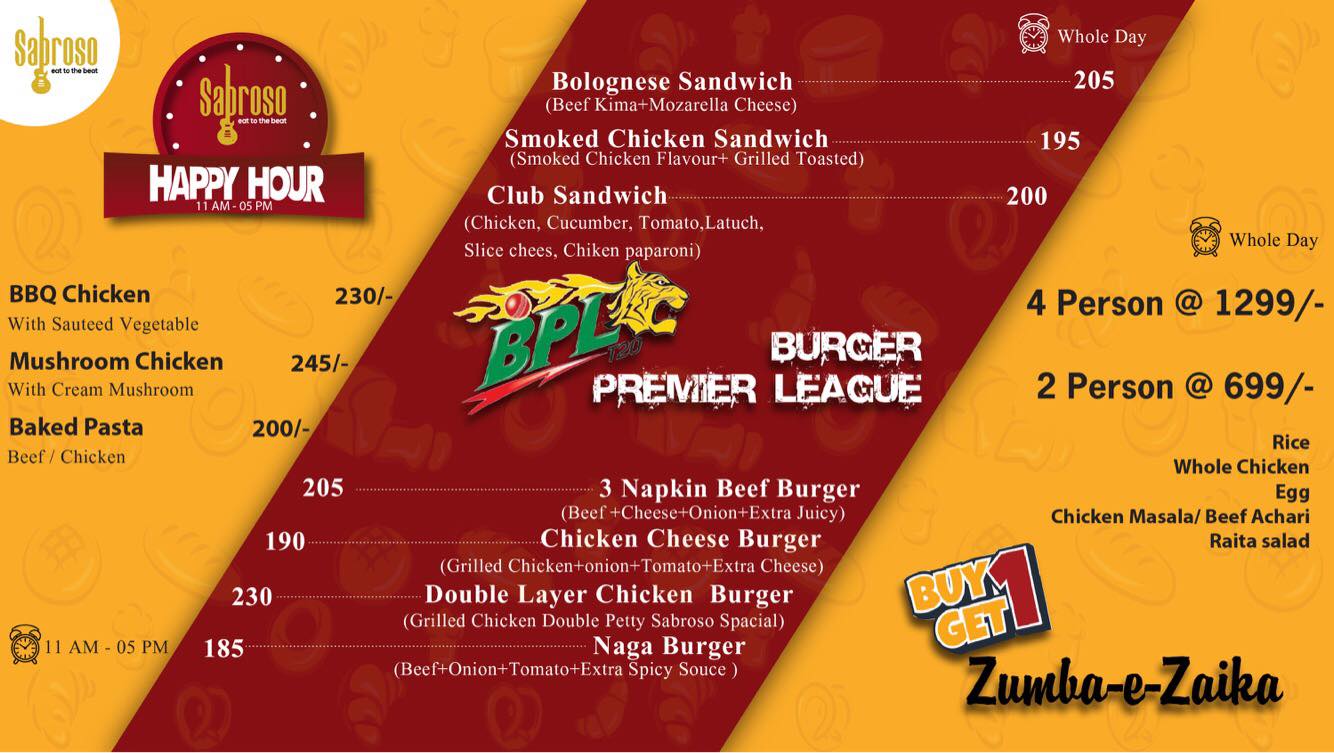 Sabroso
eat to the beat
Sabroso
eat to the beat
HAPPY HOUR
11 AM - 05 PM
BBQ Chicken 230/-
With Sauteed Vegetable
Mushroom Chicken 245/-
With Cream Mushroom
Baked Pasta 200/-
Beef / Chicken
11 AM - 05 PM
Whole Day
Bolognese Sandwich 205
(Beef Kima+Mozarella Cheese)
Smoked Chicken Sandwich 195
(Smoked Chicken Flavour+ Grilled Toasted)
Club Sandwich 200
(Chicken, Cucumber, Tomato,Latuch,
Slice chees, Chiken paparoni)
BPL
T20
BURGER
PREMIER LEAGUE
205 3 Napkin Beef Burger
(Beef +Cheese+Onion+Extra Juicy)
190 Chicken Cheese Burger
(Grilled Chicken+onion+Tomato+Extra Cheese)
230 Double Layer Chicken Burger
(Grilled Chicken Double Petty Sabroso Spacial)
185 Naga Burger
(Beef+Onion+Tomato+Extra Spicy Souce )
Whole Day
4 Person @ 1299/-
2 Person @ 699/-
Rice
Whole Chicken
Egg
Chicken Masala/ Beef Achari
Raita salad
BUY 1
GET
Zumba-e-Zaika